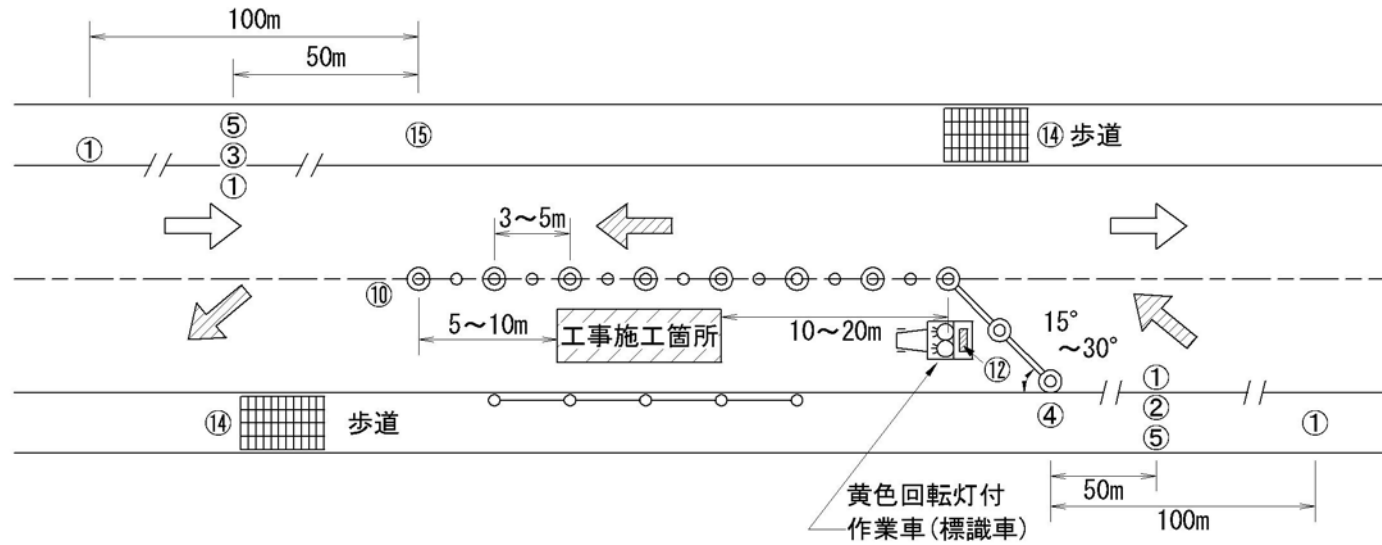 100m
50m
⑤
① ③ ⑮ ⑭ 歩道
①
3～5m
⑩
5～10m 工事施工箇所 10～20m 15°
～30°
⑫
①
④ ② ①
⑤
⑭ 歩道
50m
100m
黄色回転灯付
作業車(標識車)